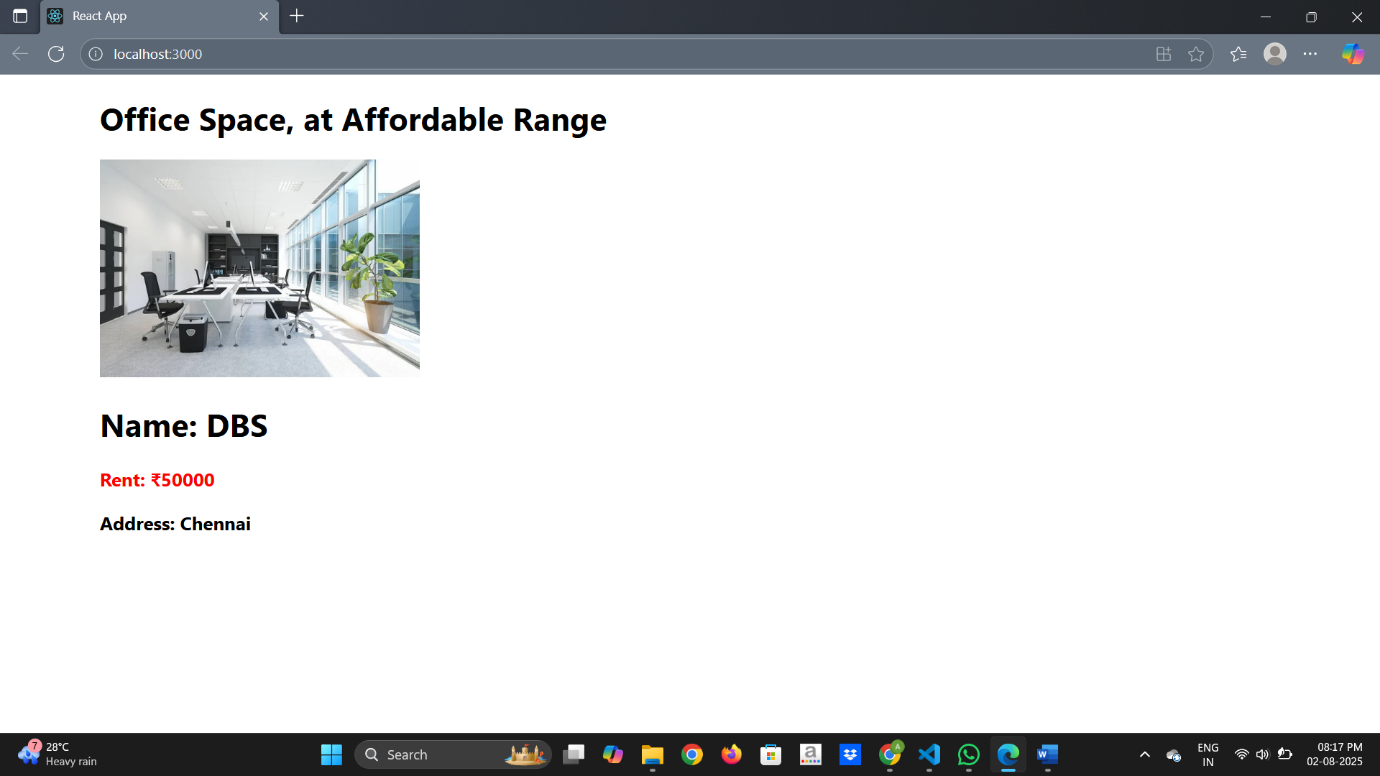 React App
localhost:3000
Office Space, at Affordable Range
Name: DBS
Rent: ₹50000
Address: Chennai
7
28°C
Heavy rain
Search
a
A
W
ENG
IN
08:17 PM
02-08-2025